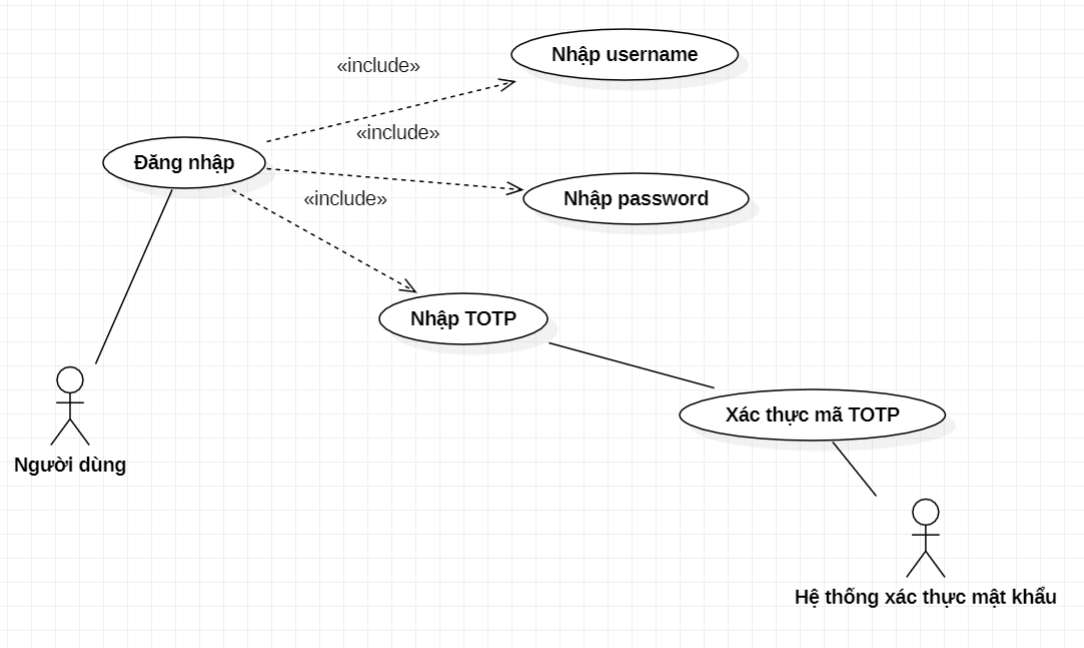 Nhập username
«include»
«include»
Đăng nhập
Nhập password
«include»
Nhập TOTP
Xác thực mã TOTP
Người dùng
Hệ thống xác thực mật khẩu